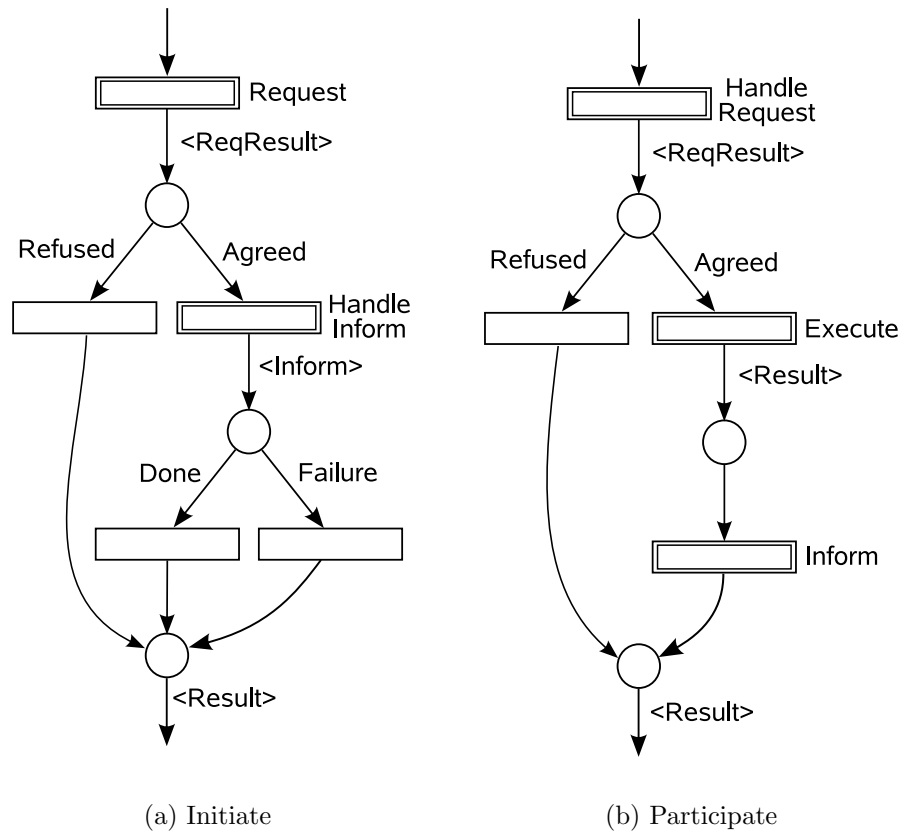 Request
<ReqResult>
Refused
Agreed
Handle
Inform
<Inform>
Done
Failure
<Result>
(a) Initiate
Handle
Request
<ReqResult>
Refused
Agreed
Execute
<Result>
Inform
<Result>
(b) Participate